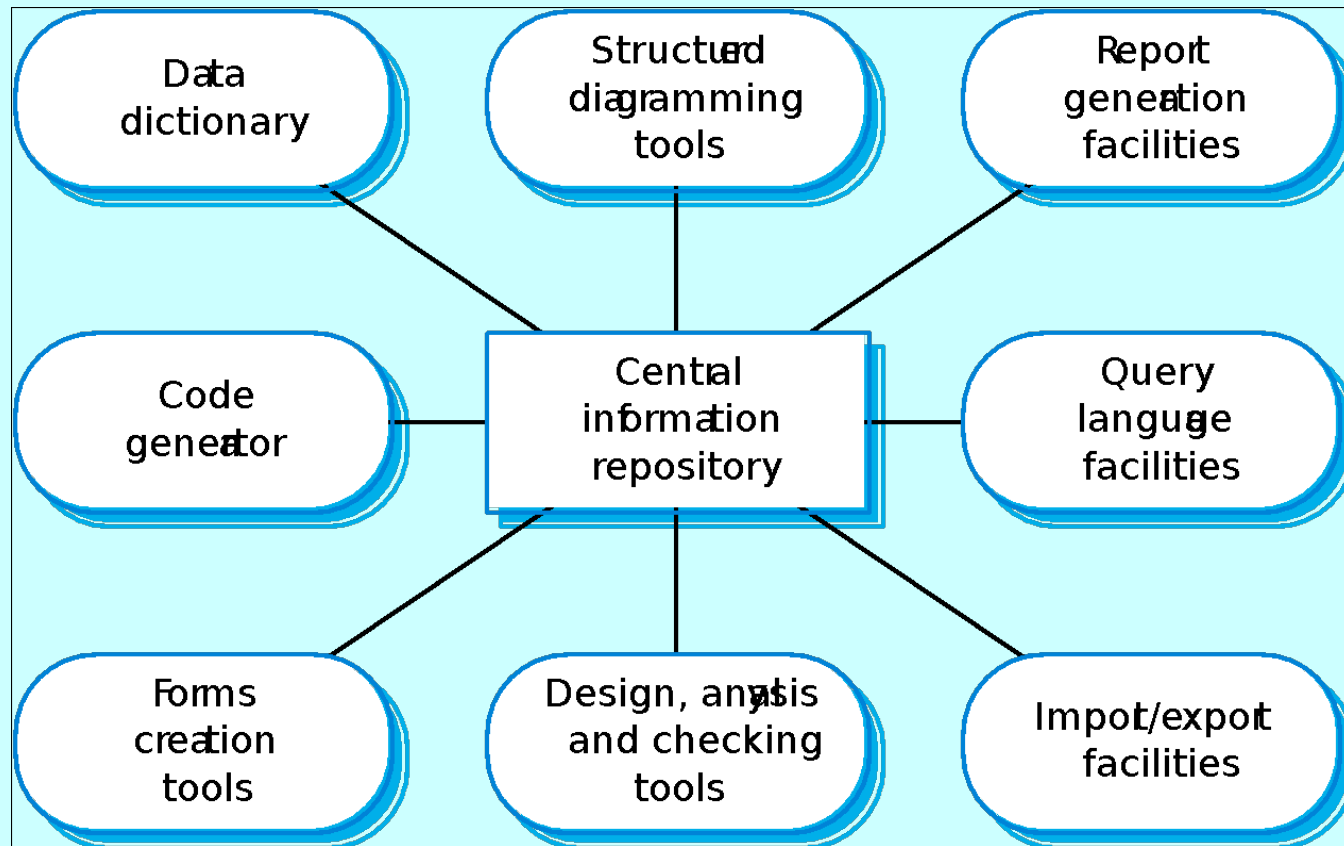 Data
dictionary
Structured
diagramming
tools
Report
generation
facilities
Code
generator
Central
information
repository
Query
language
facilities
Forms
creation
tools
Design, analysis
and checking
tools
Import/export
facilities